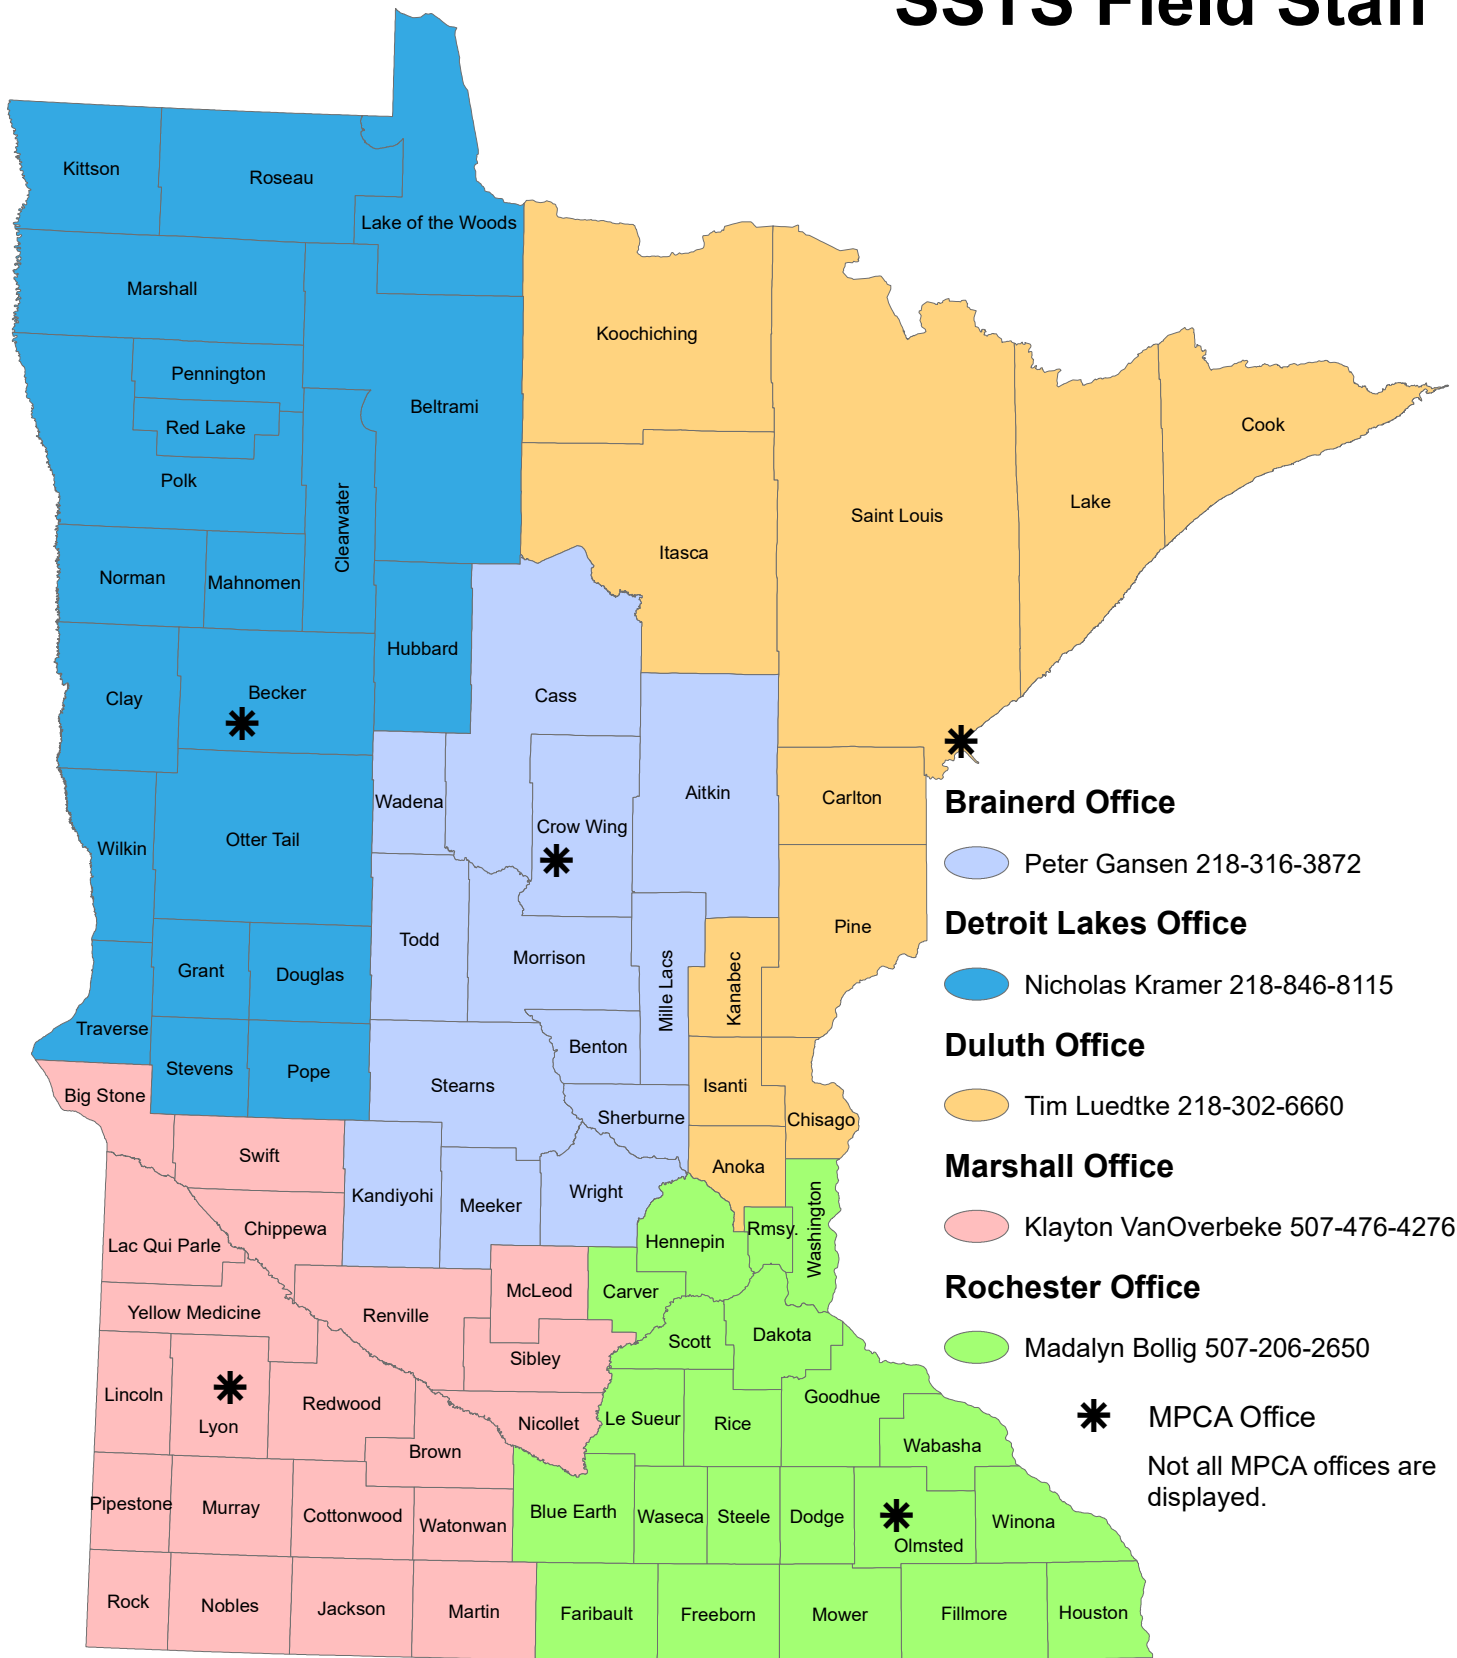 SSTS Field Staff
Kittson
Roseau
Lake of the Woods
Marshall
Koochiching
Pennington
Beltrami
Red Lake
Cook
Polk
Lake
Saint Louis
Clearwater
Itasca
Norman
Mahnomen
Hubbard
Becker
Cass
Clay
Aitkin
Carlton
Wadena
Crow Wing
Otter Tail
Wilkin
Pine
Todd
Morrison
Grant
Douglas
Mille Lacs
Kanabec
Traverse
Benton
Stevens
Pope
Stearns
Isanti
Big Stone
Sherburne
Chisago
Swift
Anoka
Kandiyohi
Meeker
Wright
Washington
Chippewa
Rmsy.
Lac Qui Parle
Hennepin
McLeod
Carver
Yellow Medicine
Renville
Scott
Dakota
Sibley
Lincoln
Redwood
Goodhue
Lyon
Nicollet
Le Sueur
Rice
Brown
Wabasha
Pipestone
Murray
Cottonwood
Watonwan
Blue Earth
Waseca
Steele
Dodge
Olmsted
Winona
Rock
Nobles
Jackson
Martin
Faribault
Freeborn
Mower
Fillmore
Houston
Brainerd Office
Peter Gansen 218-316-3872
Detroit Lakes Office
Nicholas Kramer 218-846-8115
Duluth Office
Tim Luedtke 218-302-6660
Marshall Office
Klayton VanOverbeke 507-476-4276
Rochester Office
Madalyn Bollig 507-206-2650
MPCA Office
Not all MPCA offices are
displayed.